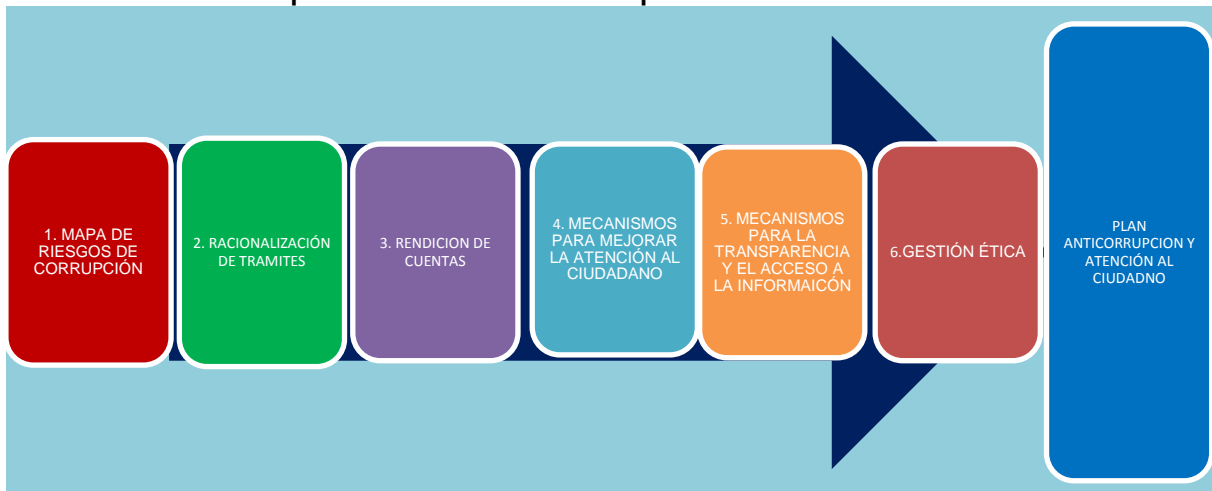 1. MAPA DE
RIESGOS DE
CORRUPCIÓN
2. RACIONALIZACIÓN
DE TRAMITES
3. RENDICION DE
CUENTAS
4. MECANISMOS
PARA MEJORAR
LA ATENCIÓN AL
CIUDADANO
5. MECANISMOS
PARA LA
TRANSPARENCIA
Y EL ACCESO A
LA INFORMAICÓN
6.GESTIÓN ÉTICA
PLAN
ANTICORRUPCION Y
ATENCIÓN AL
CIUDADNO